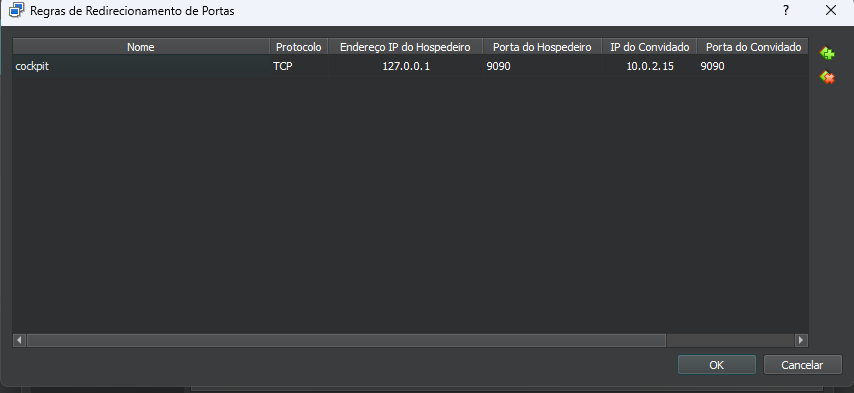 Regras de Redirecionamento de Portas ?
Nome Protocolo Endereço IP do Hospedeiro Porta do Hospedeiro IP do Convidado Porta do Convidado
cockpit TCP 127.0.0.1 9090 10.0.2.15 9090
OK Cancelar